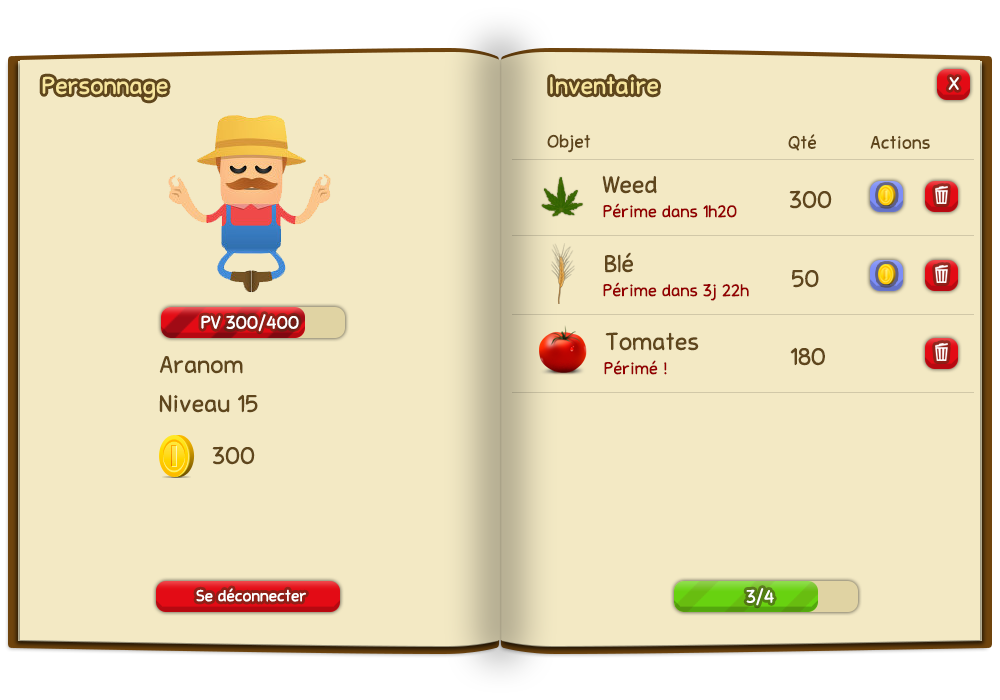 Personnage
PV 300/400
Aranom
Niveau 15
300
Se déconnecter
Inventaire
X
Objet Qté Actions
Weed 300
Périme dans 1h20
Blé 50
Périme dans 3j 22h
Tomates 180
Périmé !
3/4